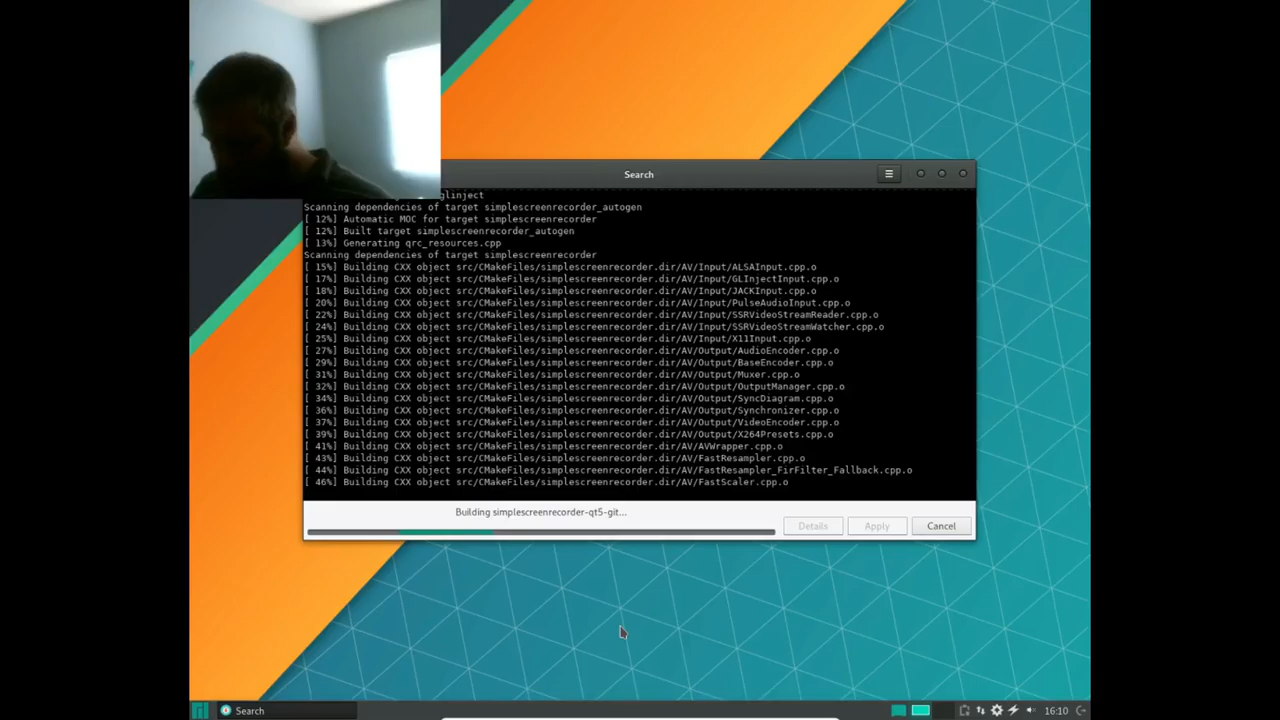 Search
glinject
Scanning dependencies of target simplescreenrecorder_autogen
[ 12%] Automatic MOC for target simplescreenrecorder
[ 12%] Built target simplescreenrecorder_autogen
[ 13%] Generating qrc_resources.cpp
Scanning dependencies of target simplescreenrecorder
[ 15%] Building CXX object src/CMakeFiles/simplescreenrecorder.dir/AV/Input/ALSAInput.cpp.o
[ 17%] Building CXX object src/CMakeFiles/simplescreenrecorder.dir/AV/Input/GLInjectInput.cpp.o
[ 18%] Building CXX object src/CMakeFiles/simplescreenrecorder.dir/AV/Input/JACKInput.cpp.o
[ 20%] Building CXX object src/CMakeFiles/simplescreenrecorder.dir/AV/Input/PulseAudioInput.cpp.o
[ 22%] Building CXX object src/CMakeFiles/simplescreenrecorder.dir/AV/Input/SSRVideoStreamReader.cpp.o
[ 24%] Building CXX object src/CMakeFiles/simplescreenrecorder.dir/AV/Input/SSRVideoStreamWatcher.cpp.o
[ 25%] Building CXX object src/CMakeFiles/simplescreenrecorder.dir/AV/Input/X11Input.cpp.o
[ 27%] Building CXX object src/CMakeFiles/simplescreenrecorder.dir/AV/Output/AudioEncoder.cpp.o
[ 29%] Building CXX object src/CMakeFiles/simplescreenrecorder.dir/AV/Output/BaseEncoder.cpp.o
[ 31%] Building CXX object src/CMakeFiles/simplescreenrecorder.dir/AV/Output/Muxer.cpp.o
[ 32%] Building CXX object src/CMakeFiles/simplescreenrecorder.dir/AV/Output/OutputManager.cpp.o
[ 34%] Building CXX object src/CMakeFiles/simplescreenrecorder.dir/AV/Output/SyncDiagram.cpp.o
[ 36%] Building CXX object src/CMakeFiles/simplescreenrecorder.dir/AV/Output/Synchronizer.cpp.o
[ 37%] Building CXX object src/CMakeFiles/simplescreenrecorder.dir/AV/Output/VideoEncoder.cpp.o
[ 39%] Building CXX object src/CMakeFiles/simplescreenrecorder.dir/AV/Output/X264Presets.cpp.o
[ 41%] Building CXX object src/CMakeFiles/simplescreenrecorder.dir/AV/AVWrapper.cpp.o
[ 43%] Building CXX object src/CMakeFiles/simplescreenrecorder.dir/AV/FastResampler.cpp.o
[ 44%] Building CXX object src/CMakeFiles/simplescreenrecorder.dir/AV/FastResampler_FirFilter_Fallback.cpp.o
[ 46%] Building CXX object src/CMakeFiles/simplescreenrecorder.dir/AV/FastScaler.cpp.o
Building simplescreenrecorder-qt5-git...
Details Apply Cancel
Search 16:10